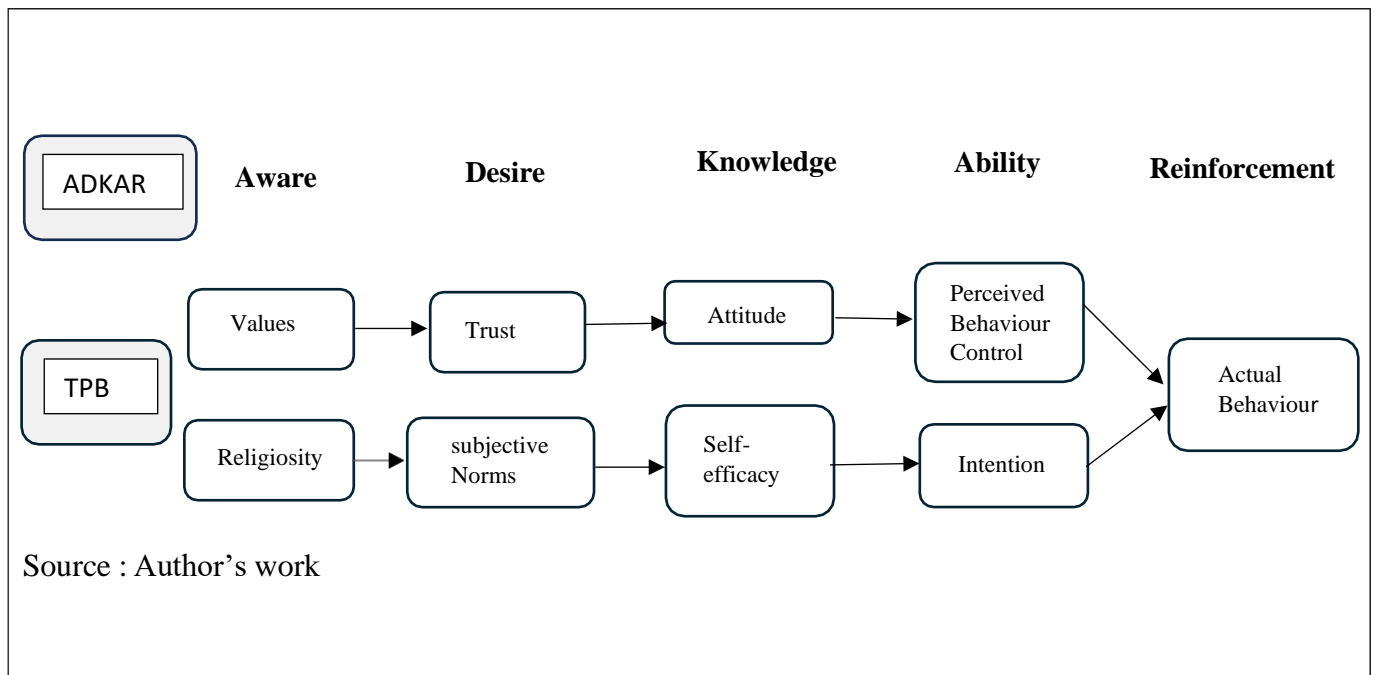 ADKAR
Aware
Desire
Knowledge
Ability
Reinforcement
TPB
Values
Trust
Attitude
Perceived
Behaviour
Control
Actual
Behaviour
Religiosity
subjective
Norms
Self-
efficacy
Intention
Source : Author’s work